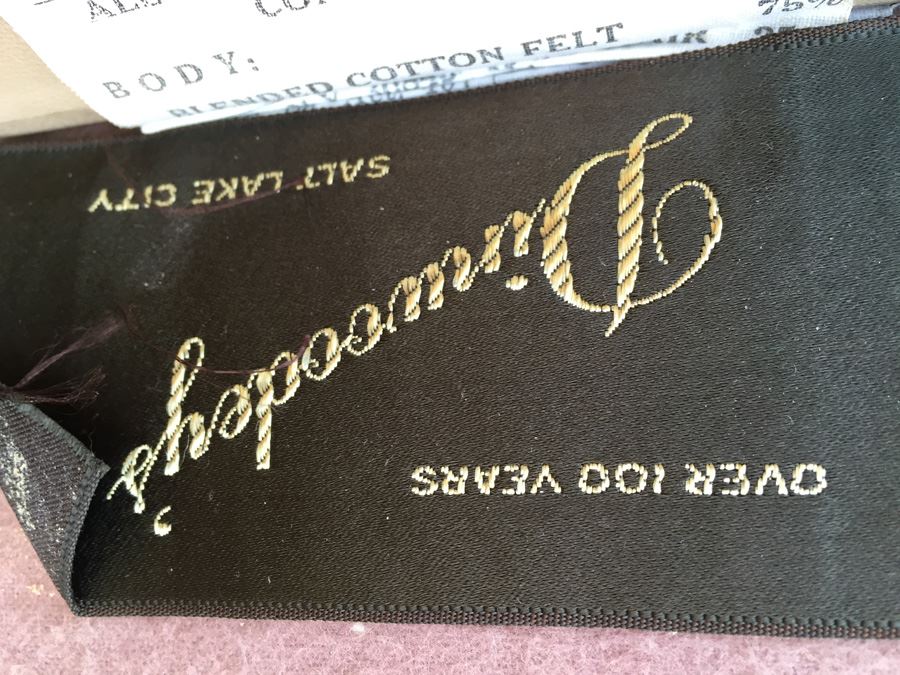 BODY:
BLENDED COTTON FELT
OVER 100 YEARS
Dinwoodey's
SALT LAKE CITY